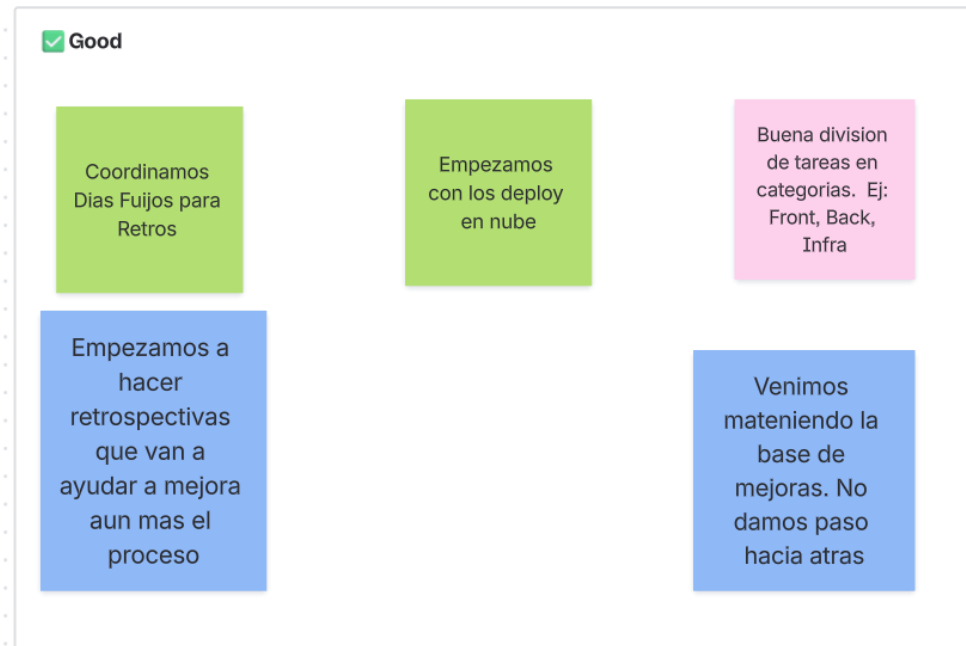 Good
Coordinamos
Dias Fuijos para
Retros
Empezamos
con los deploy
en nube
Buena division
de tareas en
categorias.  Ej:
Front, Back,
Infra
Empezamos a
hacer
retrospectivas
que van a
ayudar a mejora
aun mas el
proceso
Venimos
mateniendo la
base de
mejoras. No
damos paso
hacia atras